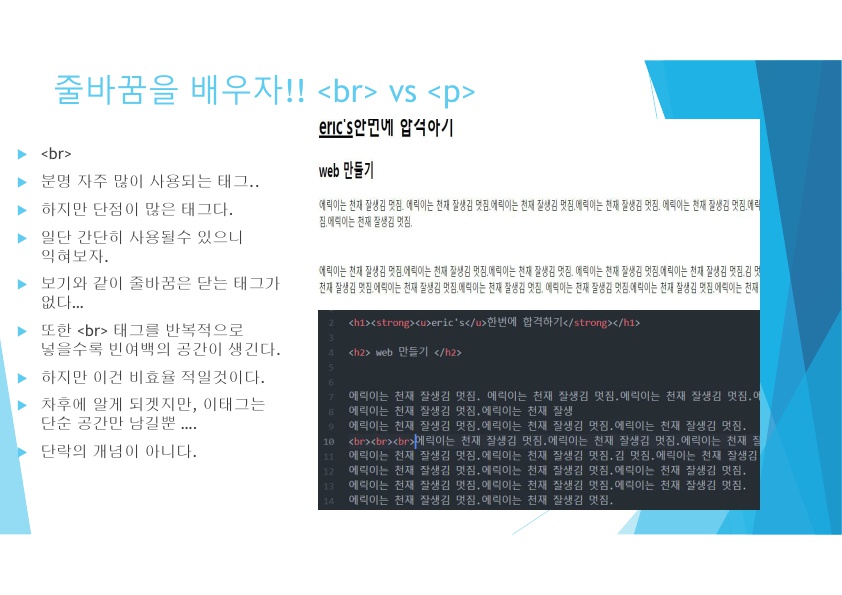 줄바꿈을 배우자!! <br> vs <p>
<br>
분명 자주 많이 사용되는 태그..
하지만 단점이 많은 태그다.
일단 간단히 사용될수 있으니
익혀보자.
보기와 같이 줄바꿈은 닫는 태그가
없다...
또한 <br> 태그를 반복적으로
넣을수록 빈여백의 공간이 생긴다.
하지만 이건 비효율 적일것이다.
차후에 알게 되겟지만, 이태그는
단순 공간만 남길뿐 ....
단락의 개념이 아니다.
eric's한번에 합격하기
web 만들기
에릭이는 천재 잘생김 멋짐. 에릭이는 천재 잘생김 멋짐.에릭이는 천재 잘생김 멋짐.에릭이는 천재 잘생김 멋짐. 에릭이는 천재 잘생김 멋짐.에릭
짐.에릭이는 천재 잘생김 멋짐.
에릭이는 천재 잘생김 멋짐.에릭이는 천재 잘생김 멋짐.에릭이는 천재 잘생김 멋짐. 에릭이는 천재 잘생김 멋짐.에릭이는 천재 잘생김 멋짐.김 멋
천재 잘생김 멋짐.에릭이는 천재 잘생김 멋짐.에릭이는 천재 잘생김 멋짐. 에릭이는 천재 잘생김 멋짐.에릭이는 천재 잘생김 멋짐.에릭이는 천재
2 <h1><strong><u>eric's</u>한번에 합격하기</strong></h1>
3
4 <h2> web 만들기 </h2>
5
6
7 에릭이는 천재 잘생김 멋짐. 에릭이는 천재 잘생김 멋짐.에릭이는 천재 잘생김 멋짐.에
8 에릭이는 천재 잘생김 멋짐.에릭이는 천재 잘생
9 에릭이는 천재 잘생김 멋짐.에릭이는 천재 잘생김 멋짐.에릭이는 천재 잘생김 멋짐.
10 <br><br><br>에릭이는 천재 잘생김 멋짐.에릭이는 천재 잘생김 멋짐.에릭이는 천재 잘
11 에릭이는 천재 잘생김 멋짐.에릭이는 천재 잘생김 멋짐.김 멋짐.에릭이는 천재 잘생김
12 에릭이는 천재 잘생김 멋짐.에릭이는 천재 잘생김 멋짐.에릭이는 천재 잘생김 멋짐.
13 에릭이는 천재 잘생김 멋짐.에릭이는 천재 잘생김 멋짐.에릭이는 천재 잘생김 멋짐.
14 에릭이는 천재 잘생김 멋짐.에릭이는 천재 잘생김 멋짐.